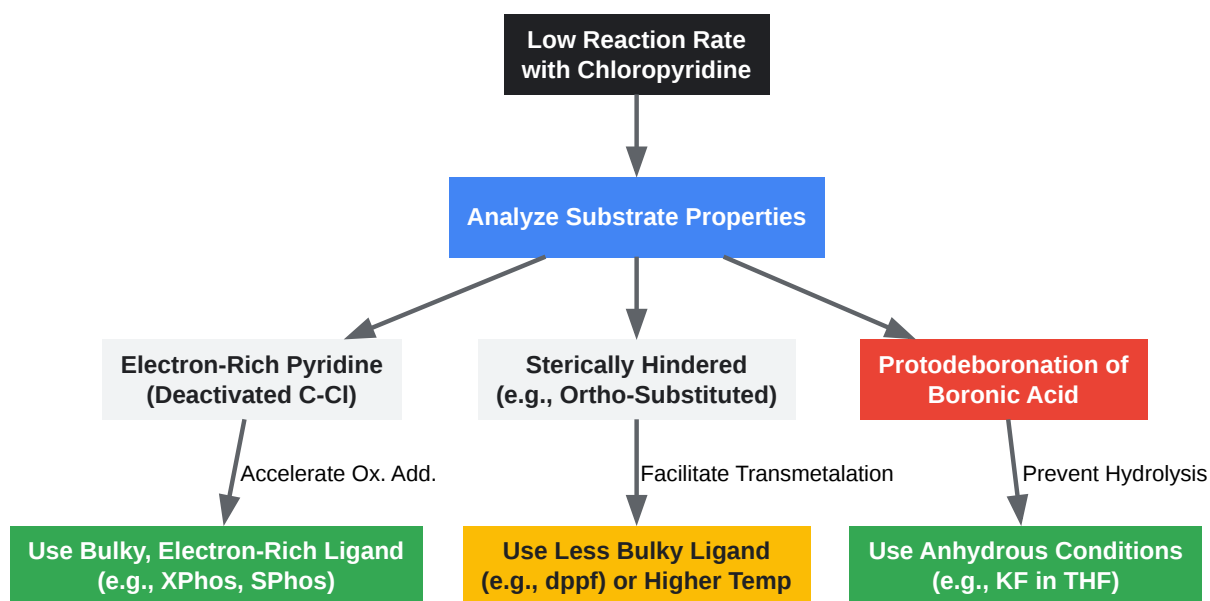 Low Reaction Rate
with Chloropyridine
Analyze Substrate Properties
Electron-Rich Pyridine
(Deactivated C-Cl)
Sterically Hindered
(e.g., Ortho-Substituted)
Protodeboronation of
Boronic Acid
Accelerate Ox. Add.
Facilitate Transmetalation
Prevent Hydrolysis
Use Bulky, Electron-Rich Ligand
(e.g., XPhos, SPhos)
Use Less Bulky Ligand
(e.g., dppf) or Higher Temp
Use Anhydrous Conditions
(e.g., KF in THF)